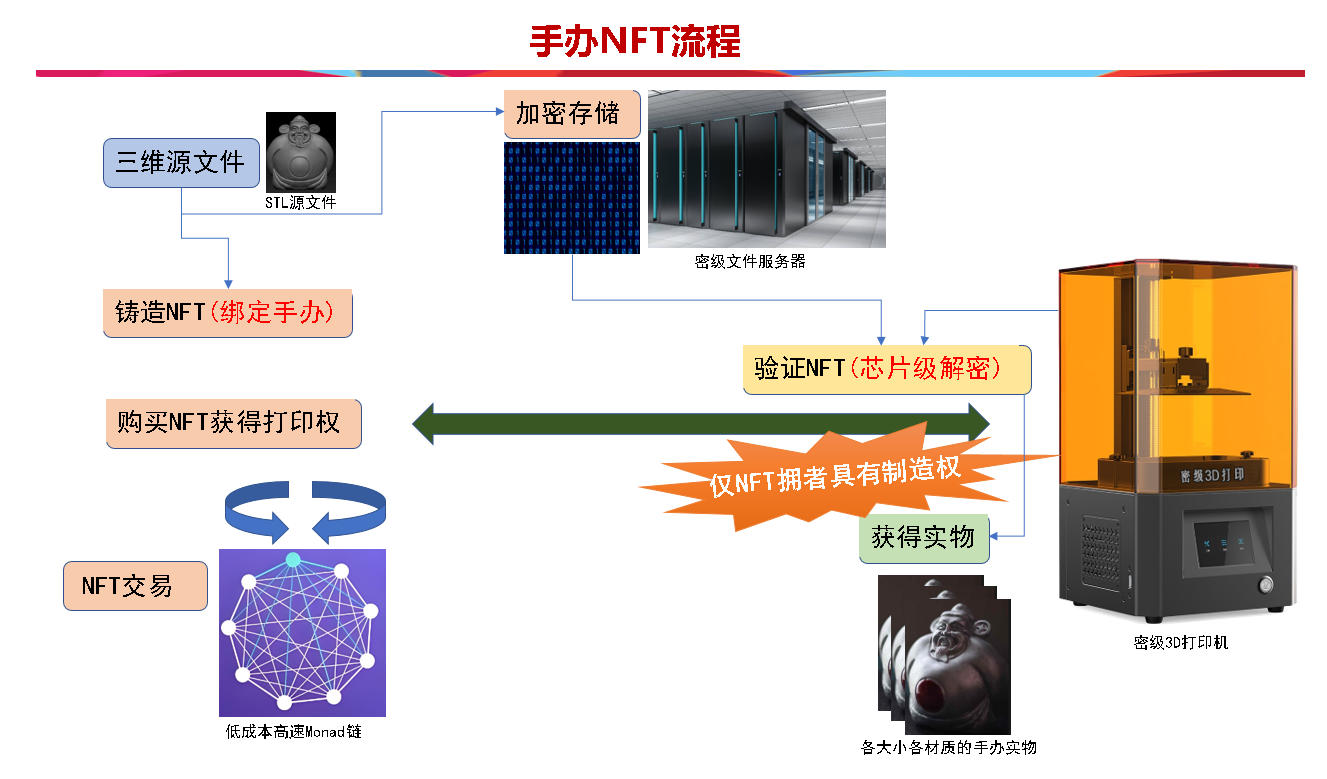 手办NFT流程
加密存储
三维源文件
STL源文件
密级文件服务器
铸造NFT(绑定手办)
验证NFT(芯片级解密)
购买NFT获得打印权
仅NFT拥者具有制造权
密级3D打印
获得实物
NFT交易
密级3D打印机
低成本高速Monad链
各大小各材质的手办实物